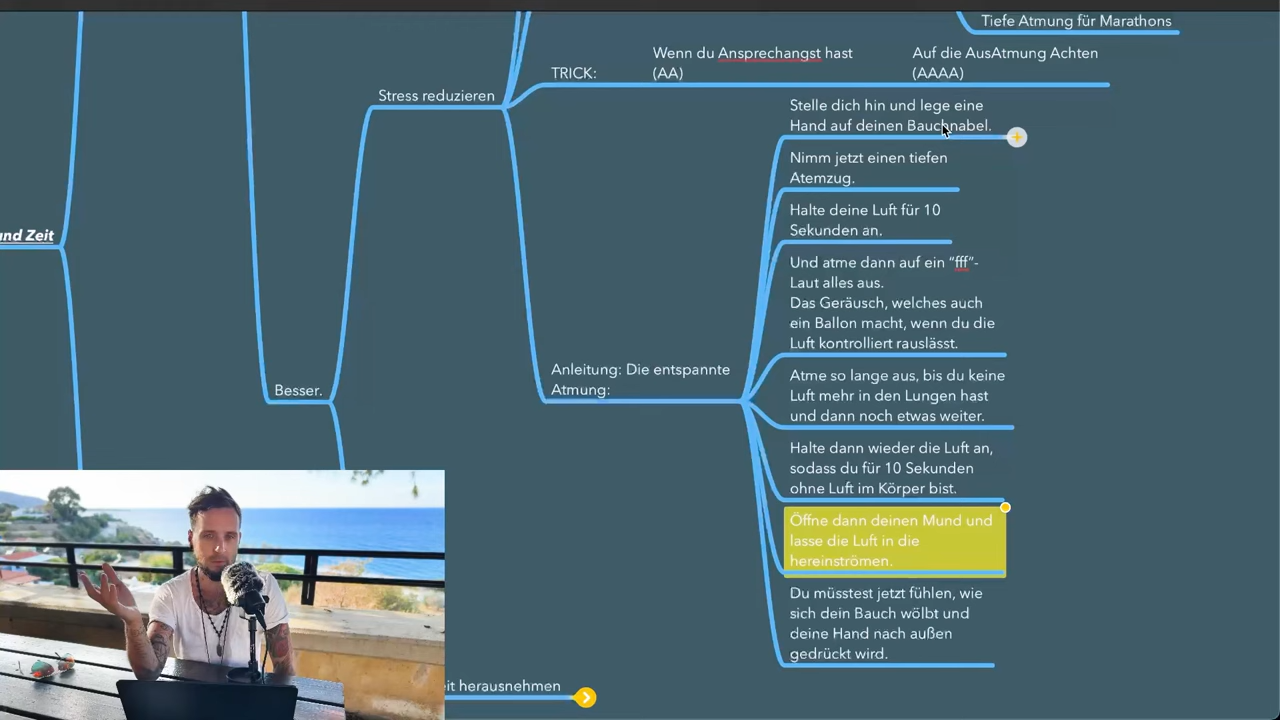 Tiefe Atmung für Marathons
Wenn du Ansprechangst hast
(AA)
Auf die AusAtmung Achten
(AAAA)
TRICK:
Stress reduzieren
Stelle dich hin und lege eine
Hand auf deinen Bauchnabel.
Nimm jetzt einen tiefen
Atemzug.
Halte deine Luft für 10
Sekunden an.
und Zeit
Und atme dann auf ein “fff”-
Laut alles aus.
Das Geräusch, welches auch
ein Ballon macht, wenn du die
Luft kontrolliert rauslässt.
Anleitung: Die entspannte
Atmung:
Besser.
Atme so lange aus, bis du keine
Luft mehr in den Lungen hast
und dann noch etwas weiter.
Halte dann wieder die Luft an,
sodass du für 10 Sekunden
ohne Luft im Körper bist.
Öffne dann deinen Mund und
lasse die Luft in die
hereinströmen.
Du müsstest jetzt fühlen, wie
sich dein Bauch wölbt und
deine Hand nach außen
gedrückt wird.
eit herausnehmen